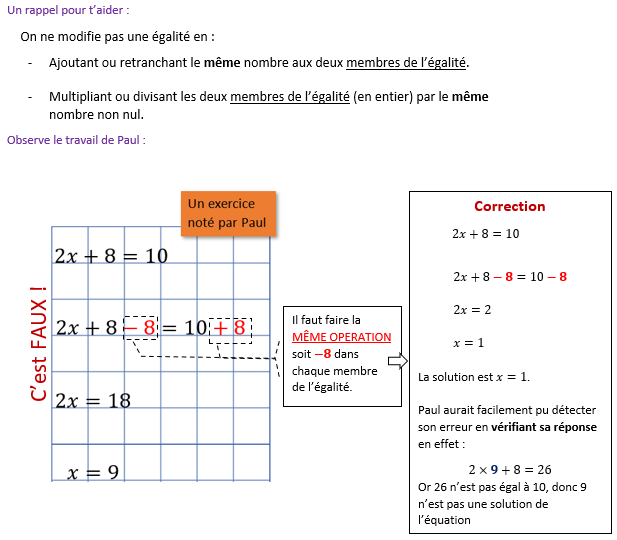 Un rappel pour t’aider :
On ne modifie pas une égalité en :
- Ajoutant ou retranchant le même nombre aux deux membres de l’égalité.
- Multipliant ou divisant les deux membres de l’égalité (en entier) par le même
nombre non nul.
Observe le travail de Paul :
Un exercice
noté par Paul
C’est FAUX !
2x + 8 = 10
2x + 8 − 8 = 10 + 8
2x = 18
x = 9
Il faut faire la
MÊME OPERATION
soit −8 dans
chaque membre
de l’égalité.
Correction
2x + 8 = 10
2x + 8 − 8 = 10 − 8
2x = 2
x = 1
La solution est x = 1.
Paul aurait facilement pu détecter
son erreur en vérifiant sa réponse
en effet :
2 × 9 + 8 = 26
Or 26 n’est pas égal à 10, donc 9
n’est pas une solution de
l’équation